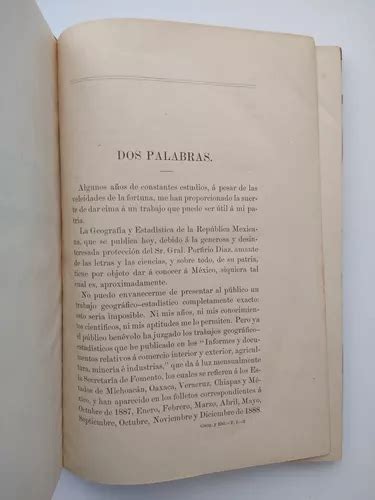 DOS PALABRAS.
Algunos años de constantes estudios, á pesar de las
veleidades de la fortuna, me han proporcionado la suer-
te de dar cima á un trabajo que puede ser útil á mi pa-
tria.
La Geografía y Estadística de la República Mexica-
na, que se publica hoy, debido á la generosa y desin-
teresada protección del Sr. Gral. Porfirio Diaz, amante
de las letras y las ciencias, y sobre todo, de su patria,
tiene por objeto dar á conocer á México, siquiera tal
cual es, aproximadamente.
No puedo envanecerme de presentar al público un
trabajo geográfico-estadístico completamente exacto:
esto seria imposible. Ni mis años, ni mis conocimien-
tos científicos, ni mis aptitudes me lo permiten. Pero ya
el público benévolo ha juzgado los trabajos geográfico-
estadísticos que he publicado en los "Informes y docu-
mentos relativos á comercio interior y exterior, agricul-
tura, minería é industrias," que da á luz mensualmente
la Secretaría de Fomento, los cuales se refieren á los Es-
tados de Michoacán, Oaxaca, Veracruz, Chiapas y Mé-
xico, y han aparecido en los folletos correspondientes á
Octubre de 1887, Enero, Febrero, Marzo, Abril, Mayo,
Septiembre, Octubre, Noviembre y Diciembre de 1888.